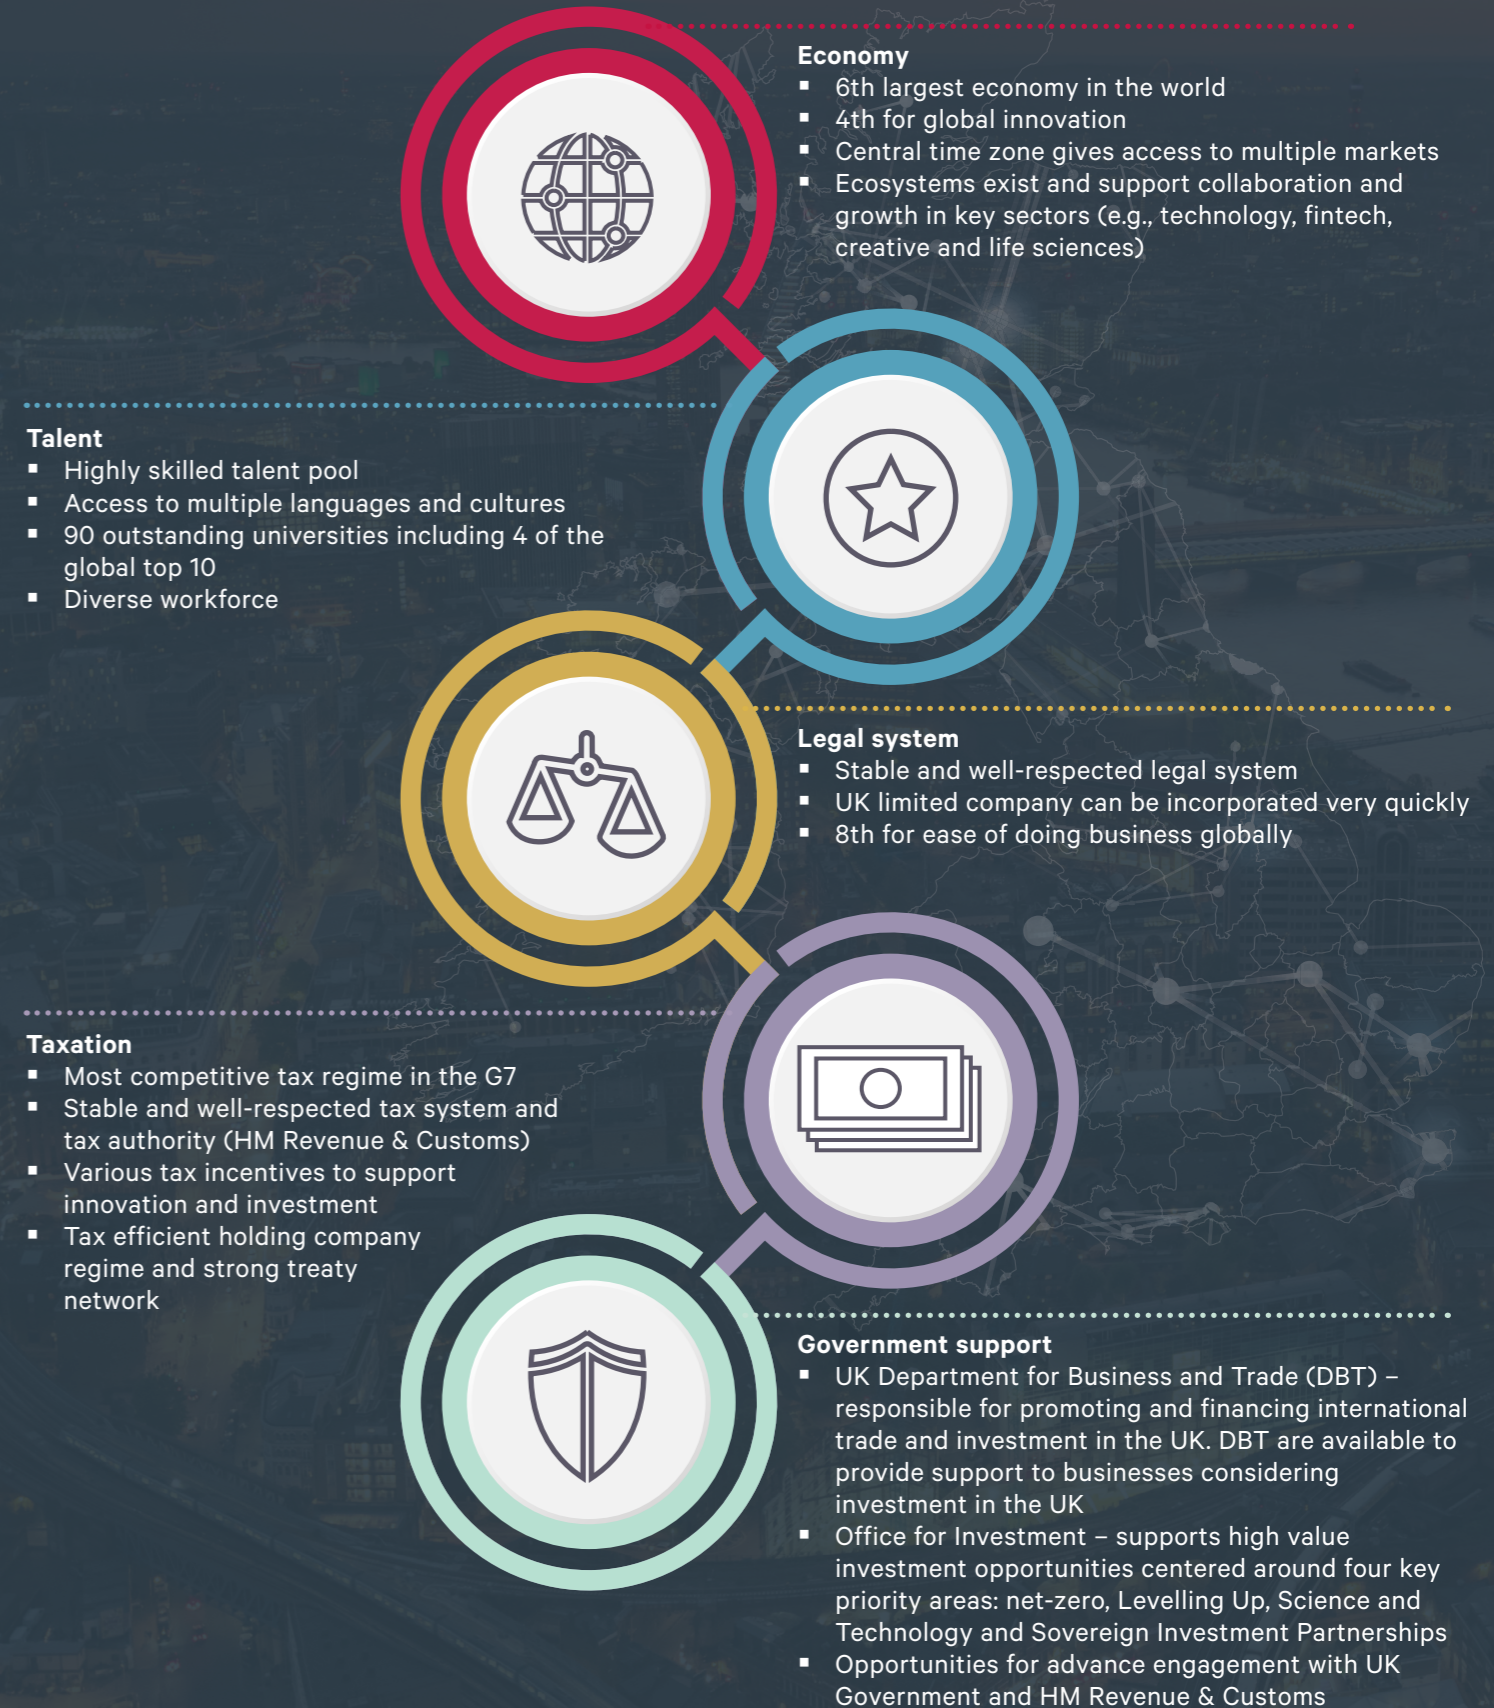 Economy
▪ 6th largest economy in the world
▪ 4th for global innovation
▪ Central time zone gives access to multiple markets
▪ Ecosystems exist and support collaboration and
growth in key sectors (e.g., technology, fintech,
creative and life sciences)
Talent
▪ Highly skilled talent pool
▪ Access to multiple languages and cultures
▪ 90 outstanding universities including 4 of the
global top 10
▪ Diverse workforce
Legal system
▪ Stable and well-respected legal system
▪ UK limited company can be incorporated very quickly
▪ 8th for ease of doing business globally
Taxation
▪ Most competitive tax regime in the G7
▪ Stable and well-respected tax system and
tax authority (HM Revenue & Customs)
▪ Various tax incentives to support
innovation and investment
▪ Tax efficient holding company
regime and strong treaty
network
Government support
▪ UK Department for Business and Trade (DBT) –
responsible for promoting and financing international
trade and investment in the UK. DBT are available to
provide support to businesses considering
investment in the UK
▪ Office for Investment – supports high value
investment opportunities centered around four key
priority areas: net-zero, Levelling Up, Science and
Technology and Sovereign Investment Partnerships
▪ Opportunities for advance engagement with UK
Government and HM Revenue & Customs